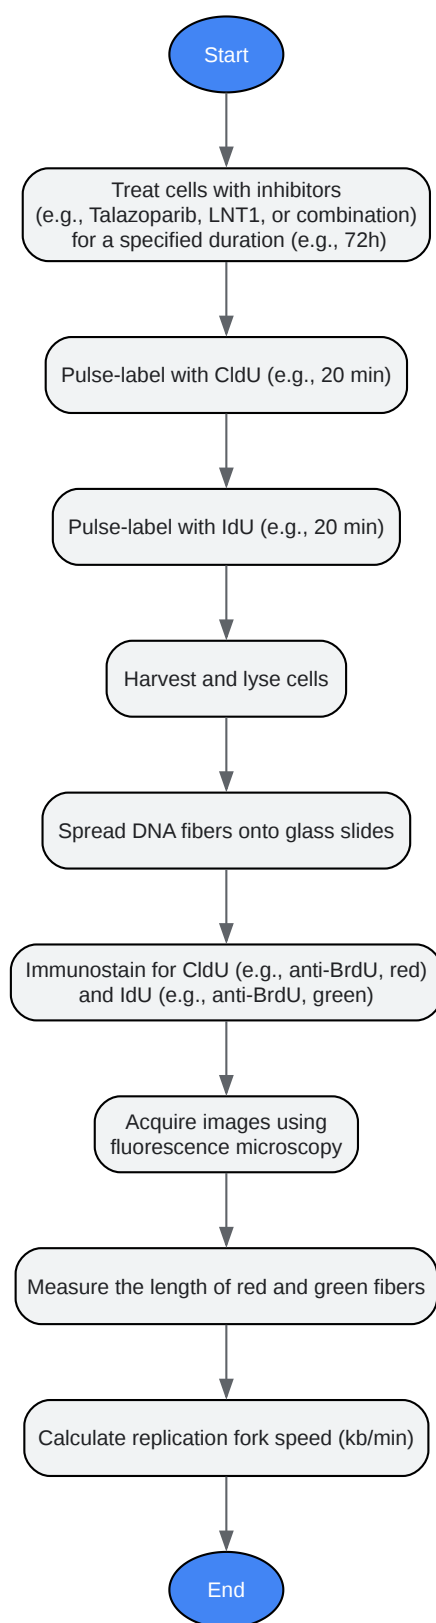 Start
Treat cells with inhibitors
(e.g., Talazoparib, LNT1, or combination)
for a specified duration (e.g., 72h)
Pulse-label with CldU (e.g., 20 min)
Pulse-label with IdU (e.g., 20 min)
Harvest and lyse cells
Spread DNA fibers onto glass slides
Immunostain for CldU (e.g., anti-BrdU, red)
and IdU (e.g., anti-BrdU, green)
Acquire images using
fluorescence microscopy
Measure the length of red and green fibers
Calculate replication fork speed (kb/min)
End